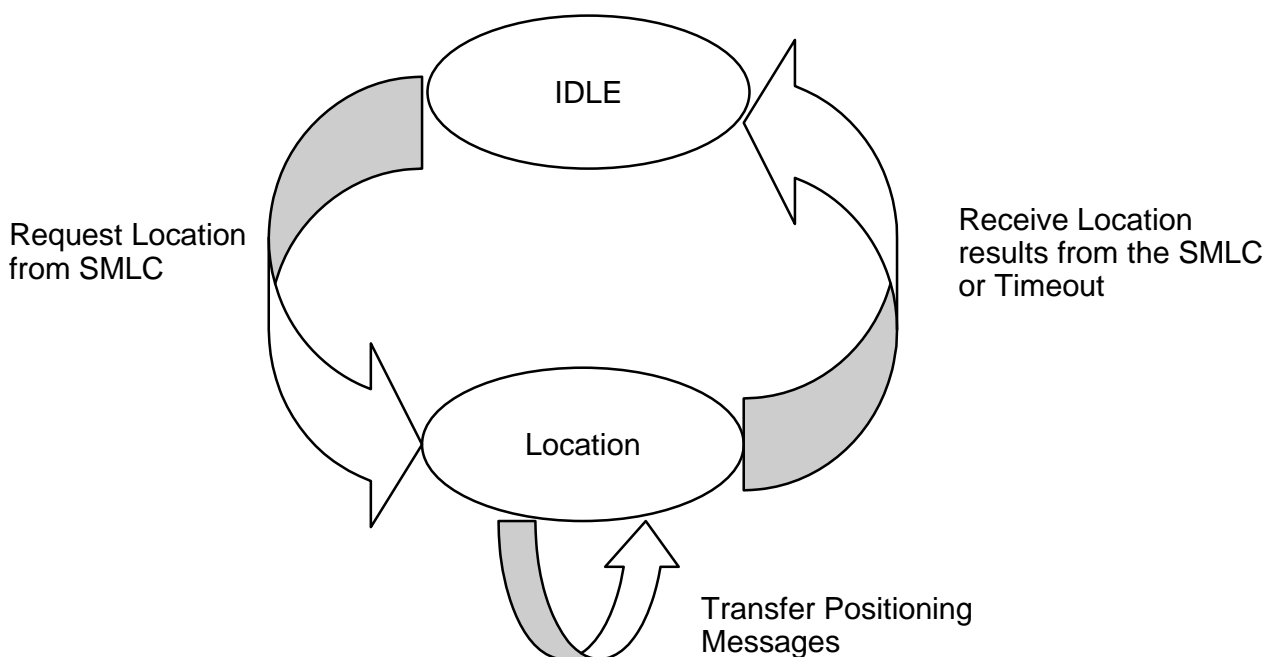 IDLE
Request Location
from SMLC
Receive Location
results from the SMLC
or Timeout
Location
Transfer Positioning
Messages